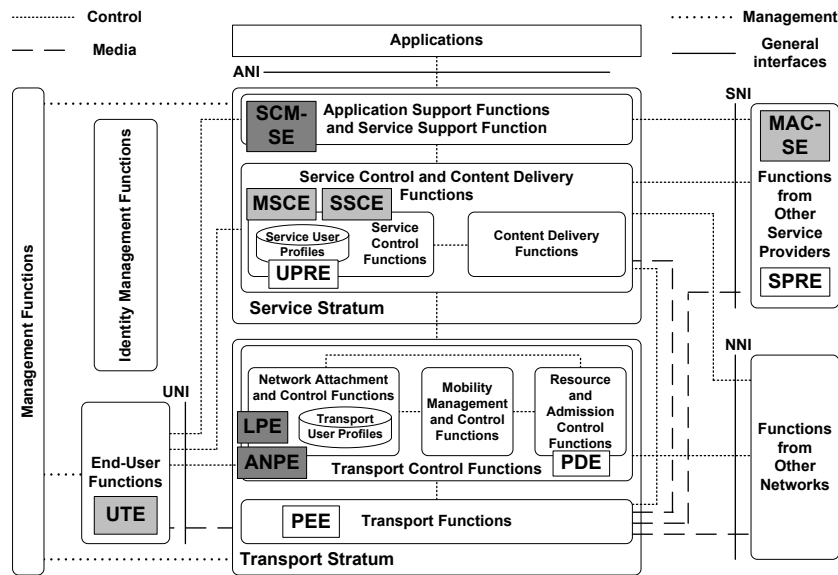 Control
Media
Management
General
interfaces
Applications
ANI
SNI
SCM-
SE
Application Support Functions
and Service Support Function
MAC-
SE
Functions
from
Other
Service
Providers
SPRE
Service Control and Content Delivery
Functions
MSCE
SSCE
Service User
Profiles
UPRE
Service
Control
Functions
Content Delivery
Functions
Service Stratum
Management Functions
Identity Management Functions
UNI
NNI
Network Attachment
and Control Functions
Transport
User Profiles
LPE
ANPE
Mobility
Management
and Control
Functions
Resource
and
Admission
Control
Functions
PDE
Transport Control Functions
End-User
Functions
UTE
Functions
from
Other
Networks
PEE
Transport Functions
Transport Stratum